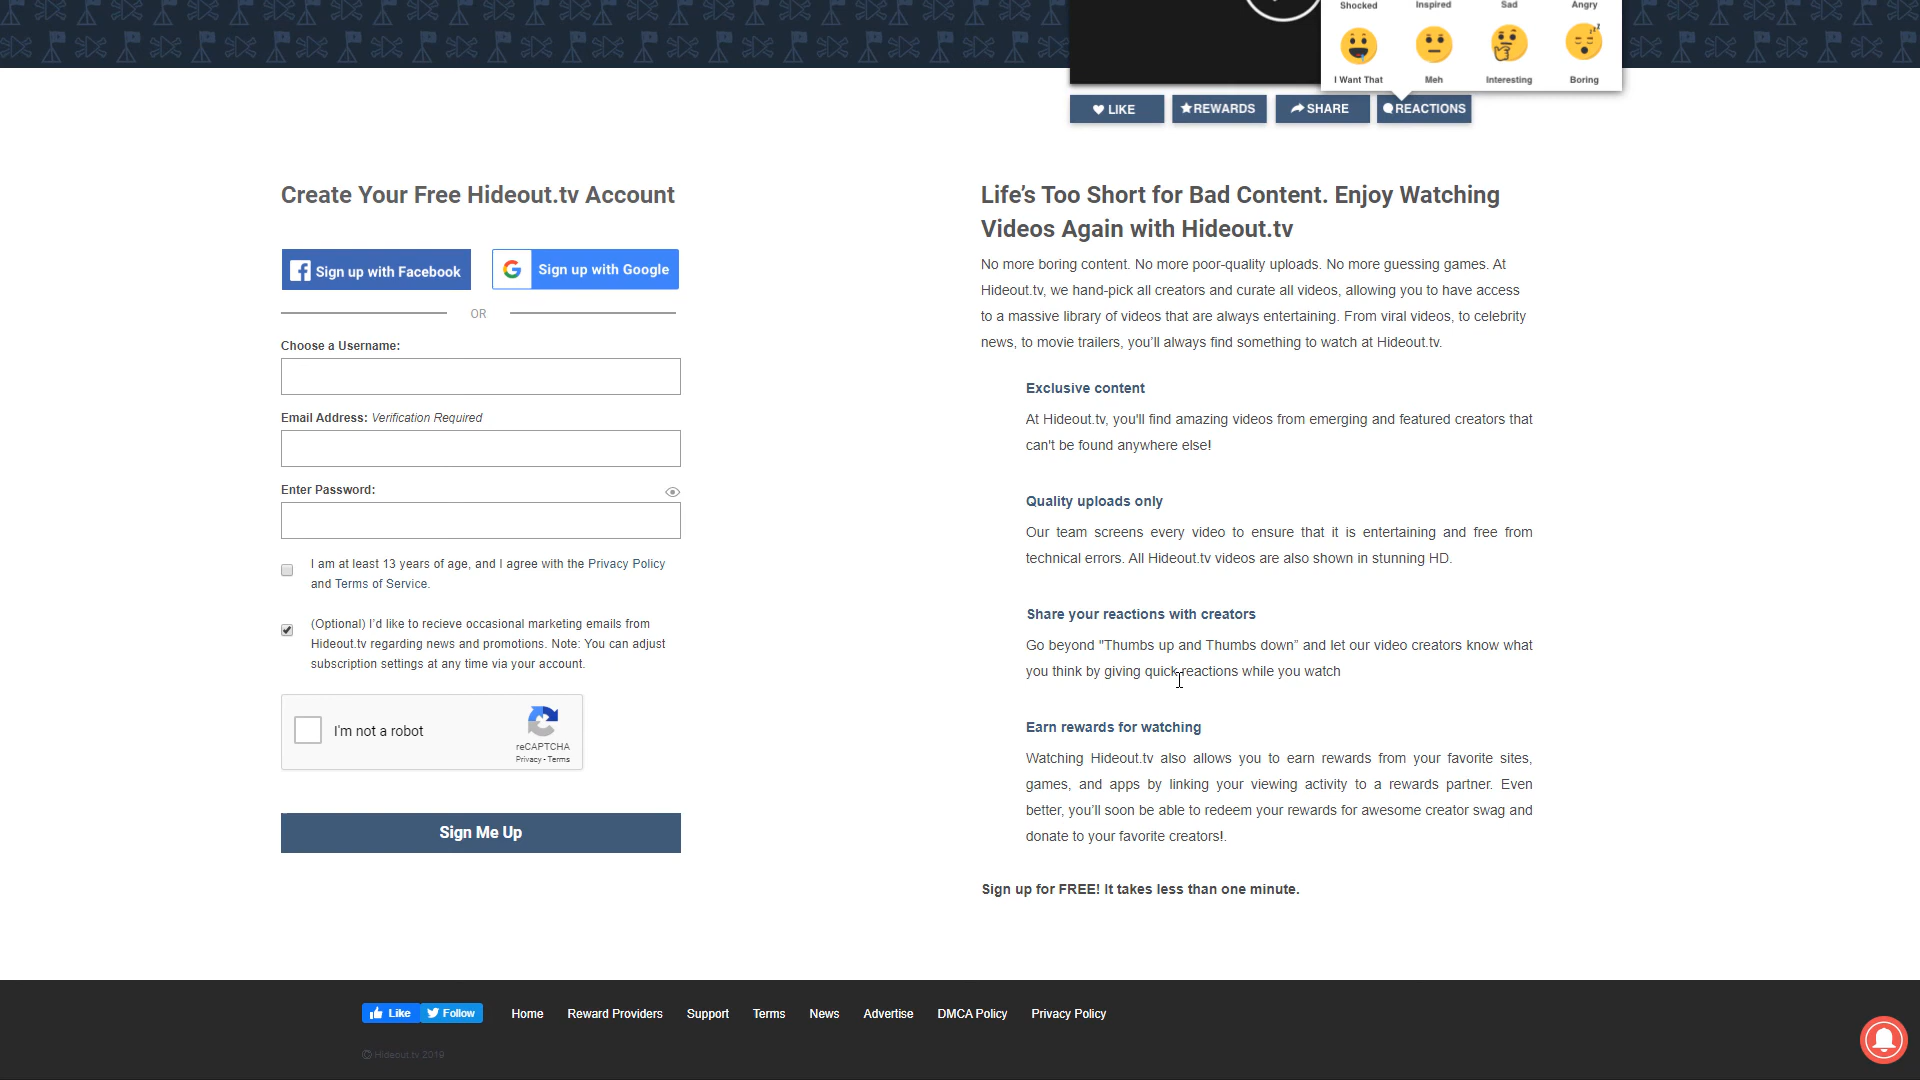 Shocked Inspired Sad Angry
I Want That Meh Interesting Boring
LIKE REWARDS SHARE REACTIONS
Create Your Free Hideout.tv Account
Sign up with Facebook
Sign up with Google
OR
Choose a Username:
Email Address: Verification Required
Enter Password:
I am at least 13 years of age, and I agree with the Privacy Policy
and Terms of Service.
(Optional) I'd like to recieve occasional marketing emails from
Hideout.tv regarding news and promotions. Note: You can adjust
subscription settings at any time via your account.
I'm not a robot
reCAPTCHA
Privacy - Terms
Sign Me Up
Life’s Too Short for Bad Content. Enjoy Watching
Videos Again with Hideout.tv
No more boring content. No more poor-quality uploads. No more guessing games. At
Hideout.tv, we hand-pick all creators and curate all videos, allowing you to have access
to a massive library of videos that are always entertaining. From viral videos, to celebrity
news, to movie trailers, you’ll always find something to watch at Hideout.tv.
Exclusive content
At Hideout.tv, you'll find amazing videos from emerging and featured creators that
can't be found anywhere else!
Quality uploads only
Our team screens every video to ensure that it is entertaining and free from
technical errors. All Hideout.tv videos are also shown in stunning HD.
Share your reactions with creators
Go beyond "Thumbs up and Thumbs down” and let our video creators know what
you think by giving quick reactions while you watch
Earn rewards for watching
Watching Hideout.tv also allows you to earn rewards from your favorite sites,
games, and apps by linking your viewing activity to a rewards partner. Even
better, you’ll soon be able to redeem your rewards for awesome creator swag and
donate to your favorite creators!.
Sign up for FREE! It takes less than one minute.
Like Follow Home Reward Providers Support Terms News Advertise DMCA Policy Privacy Policy
© Hideout.tv 2019